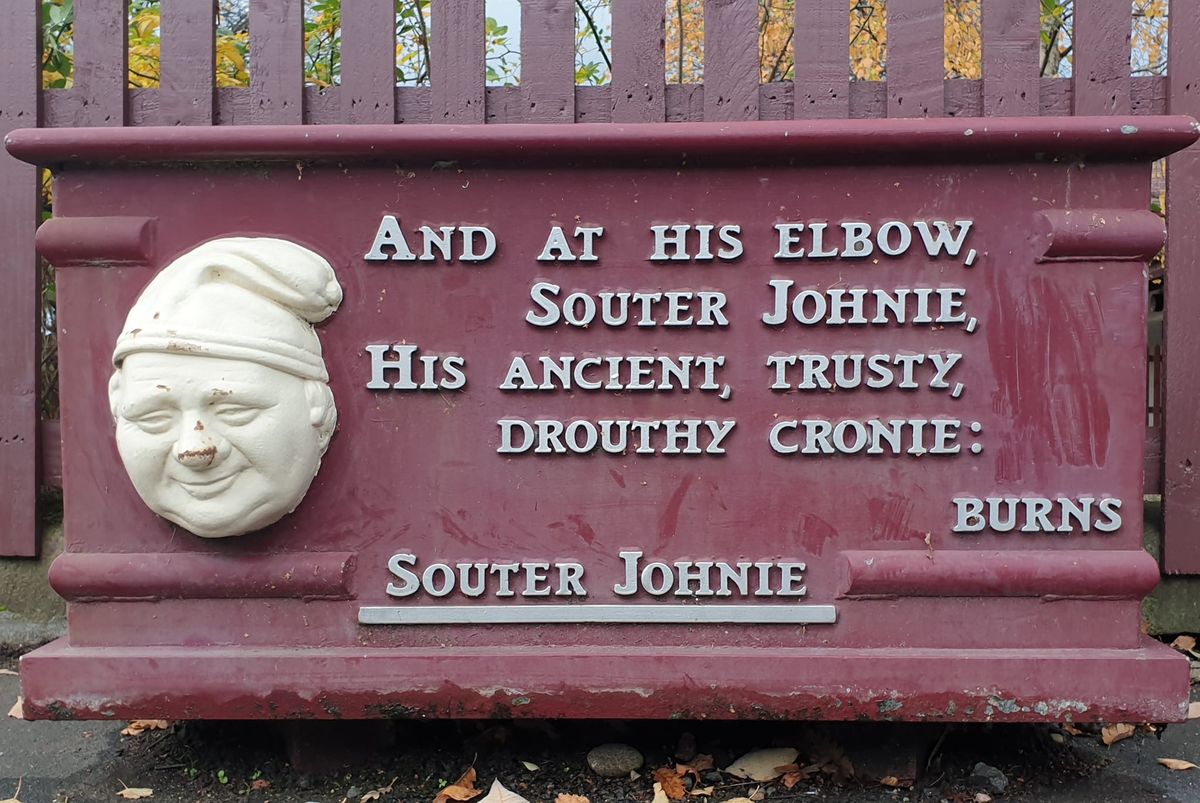 And at his elbow,
Souter Johnie,
His ancient, trusty,
drouthy cronie:
BURNS
Souter Johnie